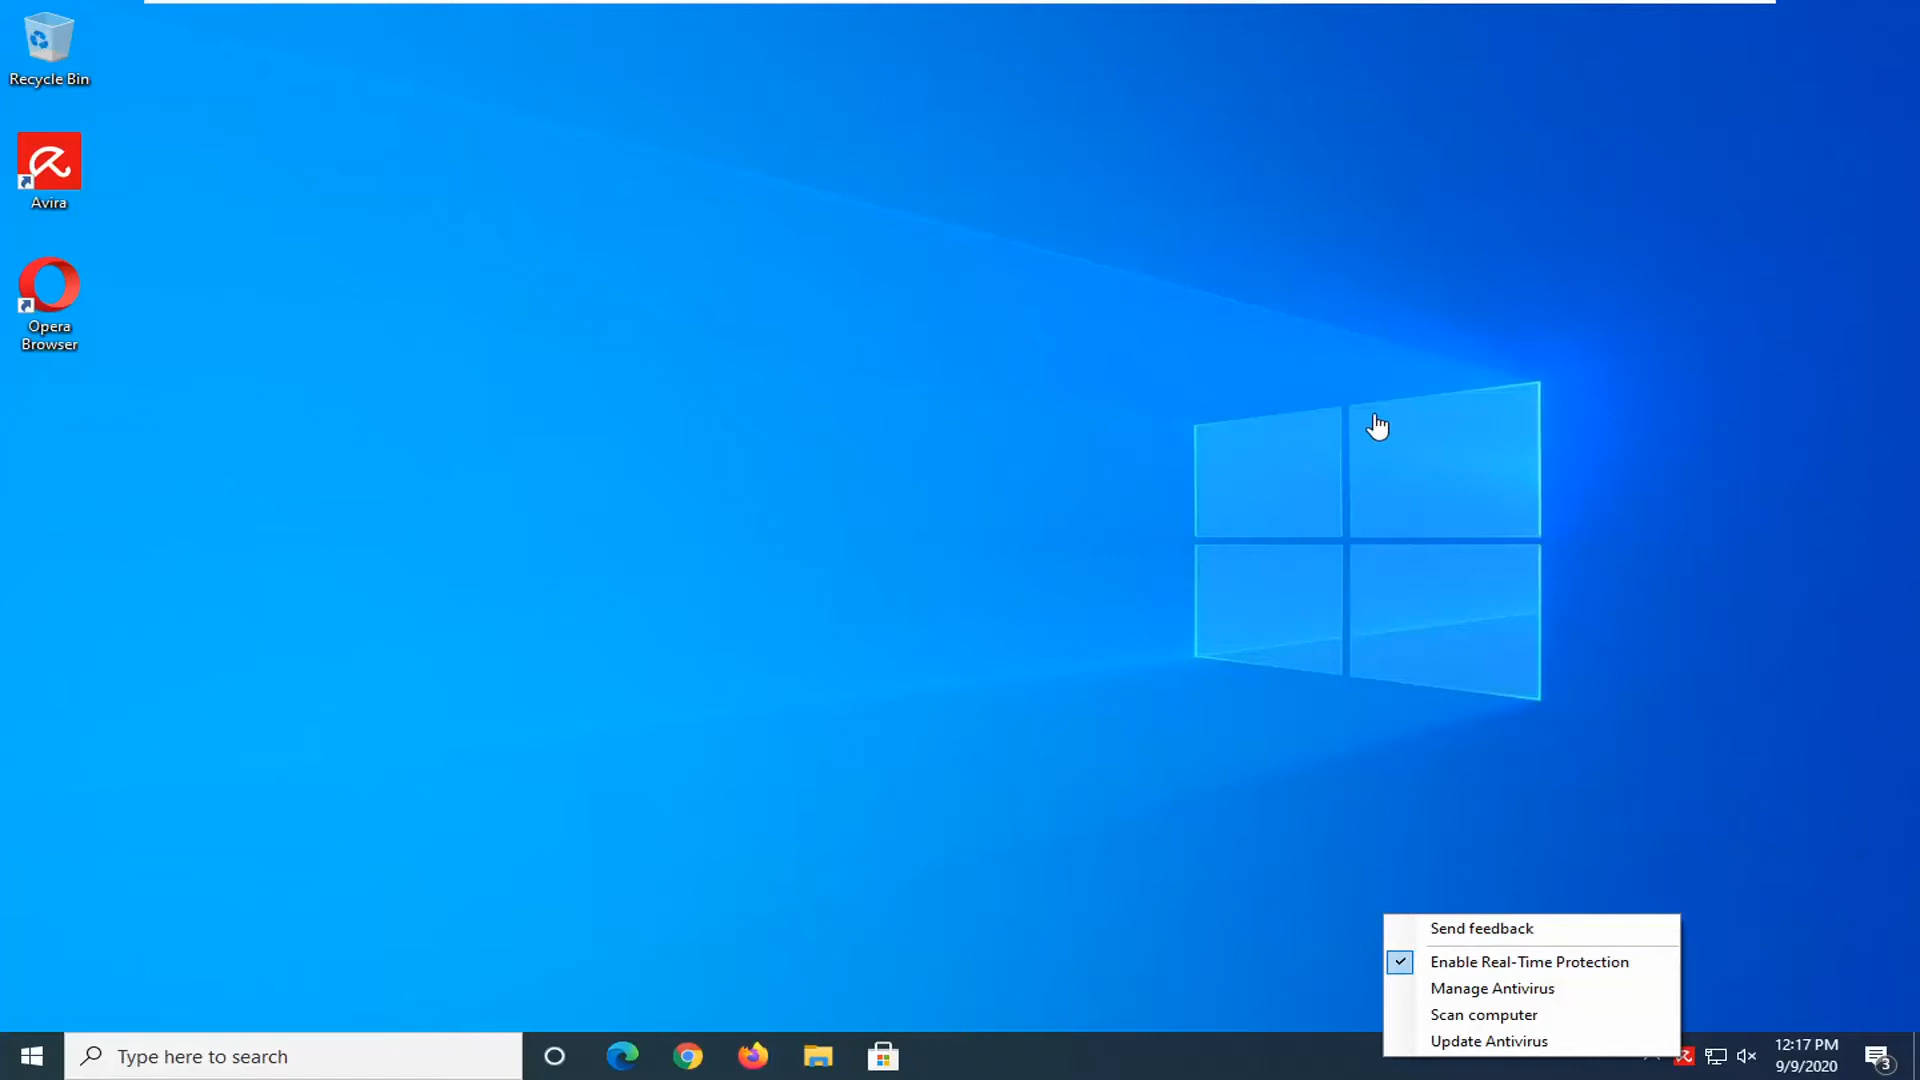 Recycle Bin
Avira
Opera
Browser
Send feedback
Enable Real-Time Protection
Manage Antivirus
Scan computer
Update Antivirus
Type here to search
12:17 PM
9/9/2020
3